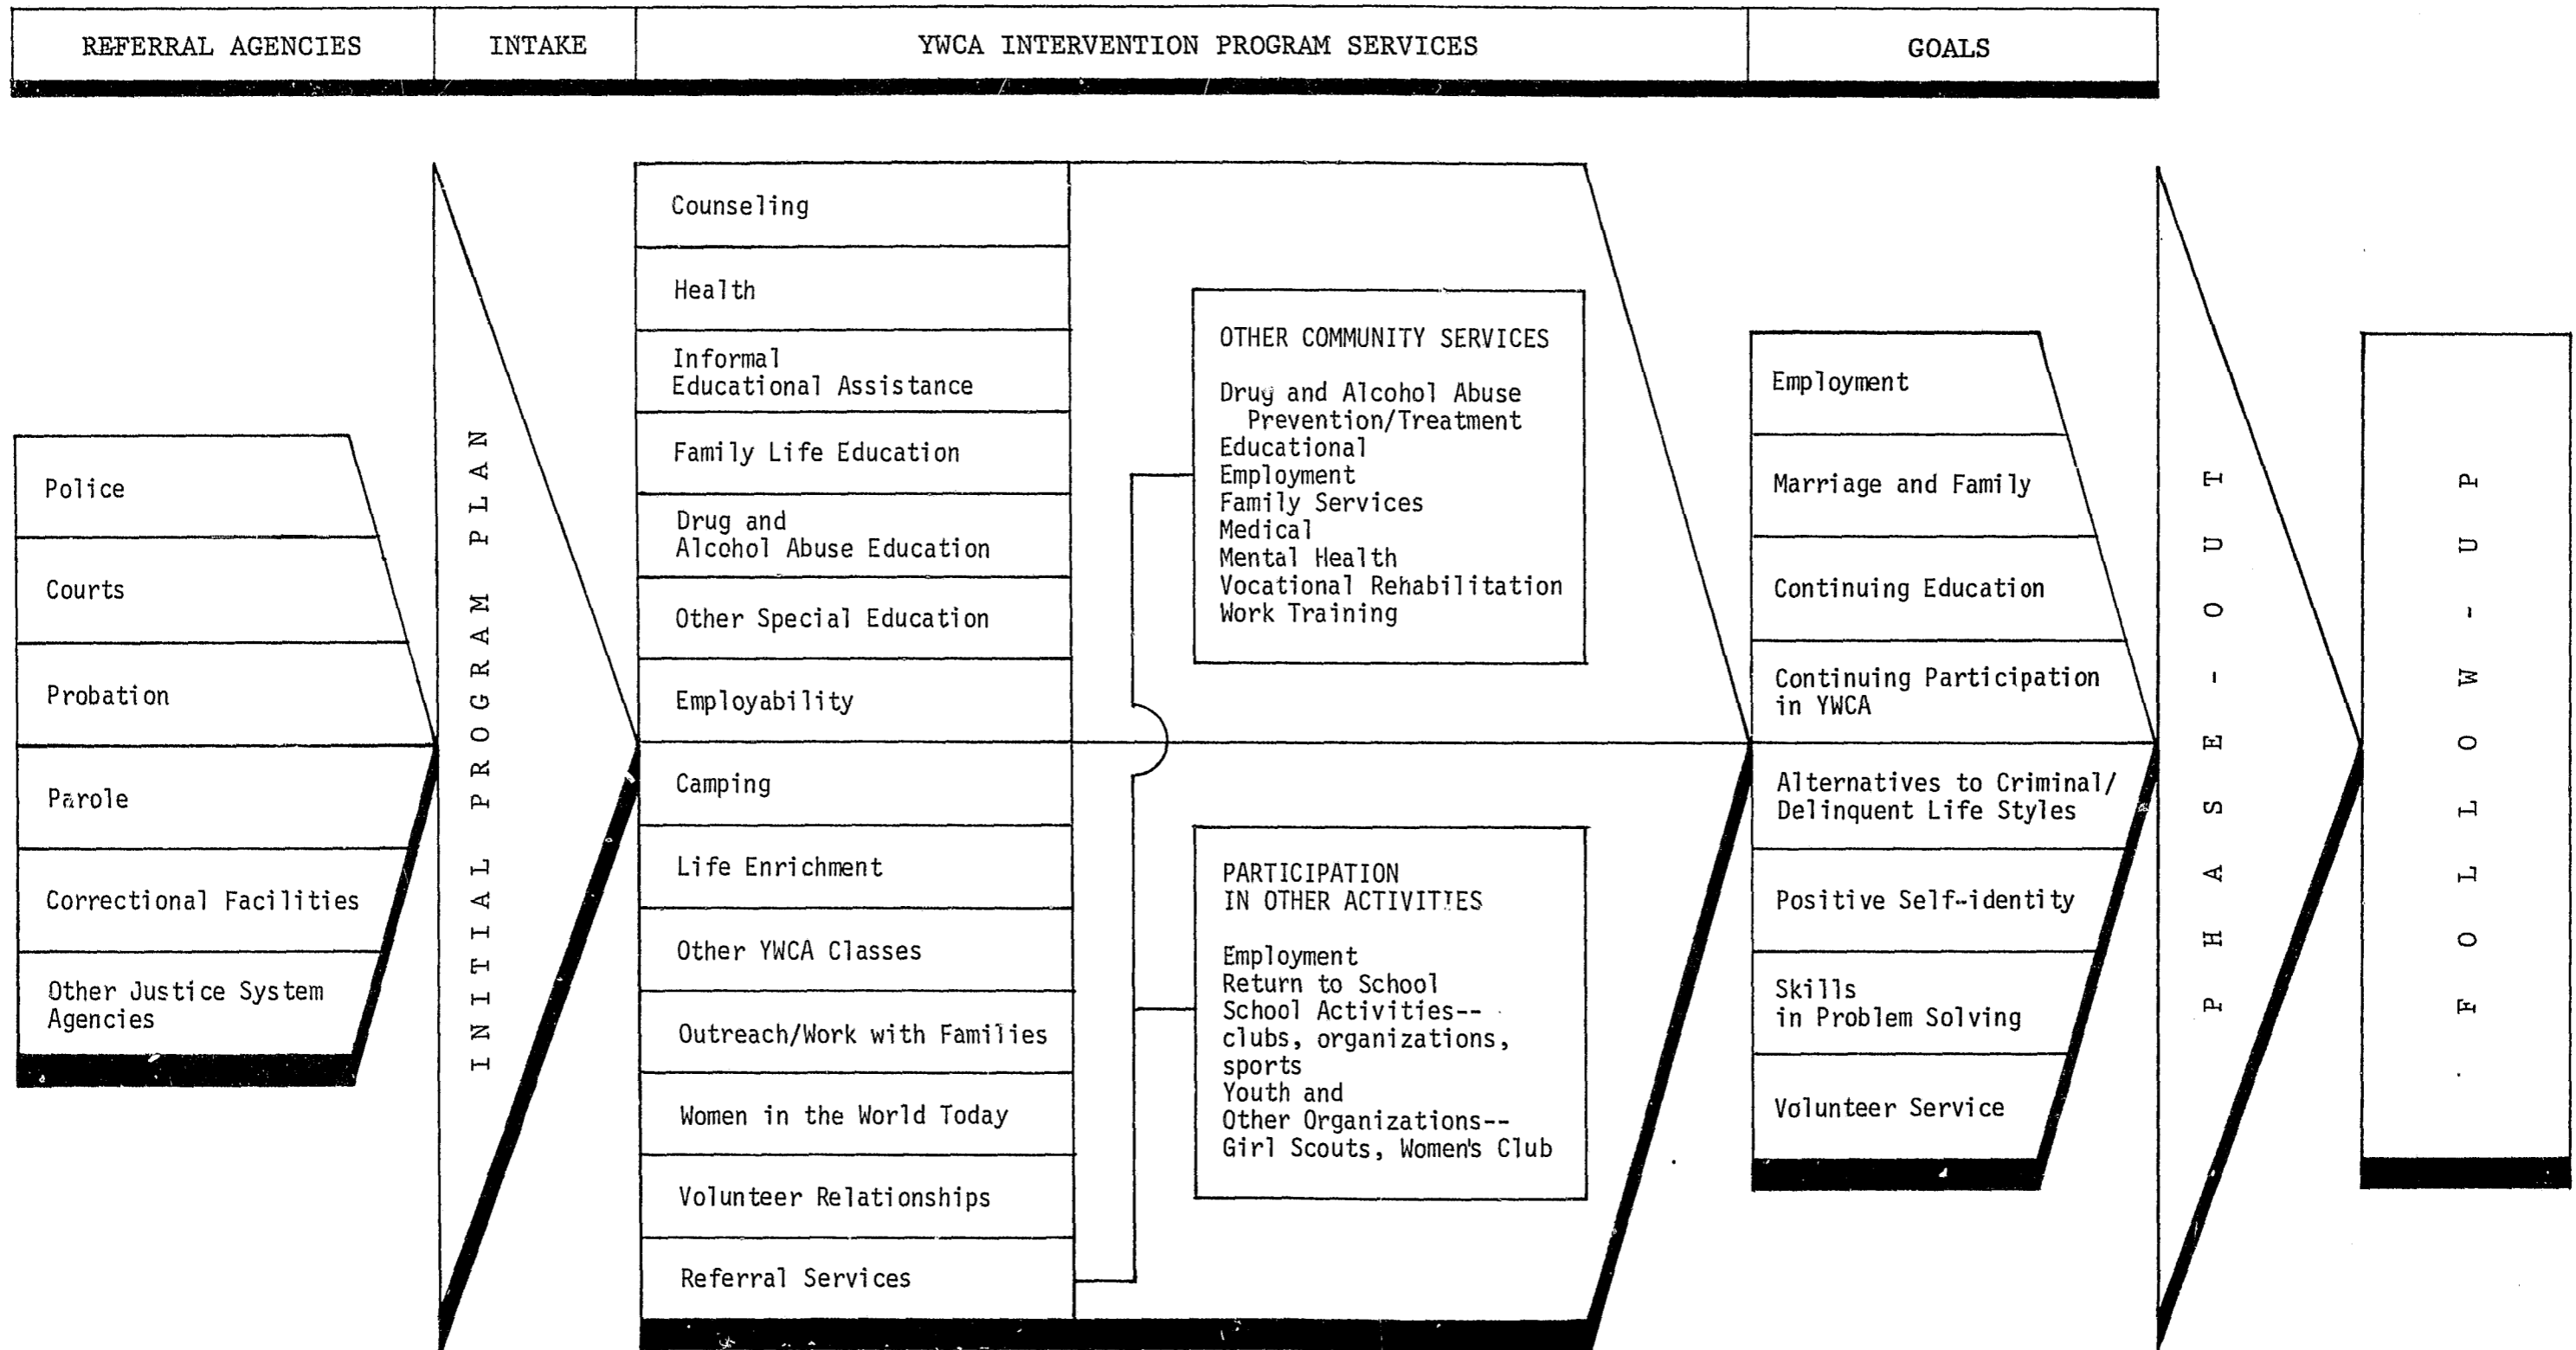 REFERRAL AGENCIES
INTAKE
YWCA INTERVENTION PROGRAM SERVICES
GOALS
Police
Courts
Probation
Parole
Correctional Facilities
Other Justice System
Agencies
INITIAL PROGRAM PLAN
Counseling
Health
Informal
Educational Assistance
Family Life Education
Drug and
Alcohol Abuse Education
Other Special Education
Employability
Camping
Life Enrichment
Other YWCA Classes
Outreach/Work with Families
Women in the World Today
Volunteer Relationships
Referral Services
OTHER COMMUNITY SERVICES
Drug and Alcohol Abuse
Prevention/Treatment
Educational
Employment
Family Services
Medical
Mental Health
Vocational Rehabilitation
Work Training
PARTICIPATION
IN OTHER ACTIVITIES
Employment
Return to School
School Activities--
clubs, organizations,
sports
Youth and
Other Organizations--
Girl Scouts, Women's Club
Employment
Marriage and Family
Continuing Education
Continuing Participation
in YWCA
Alternatives to Criminal/
Delinquent Life Styles
Positive Self-identity
Skills
in Problem Solving
Volunteer Service
PHASE-OUT
FOLLOW-UP